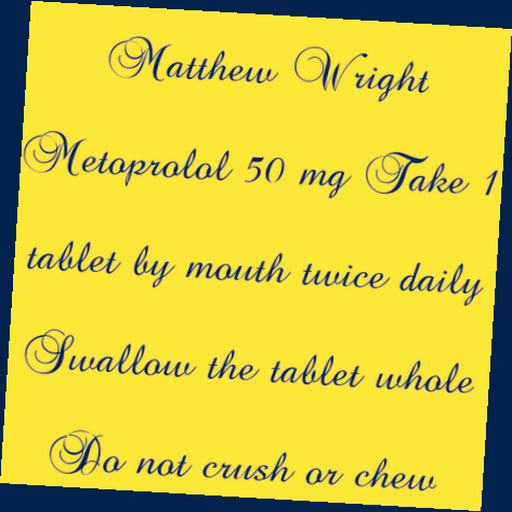 Matthew Wright
Metoprolol 50 mg Take 1
tablet by mouth twice daily
Swallow the tablet whole
Do not crush or chew